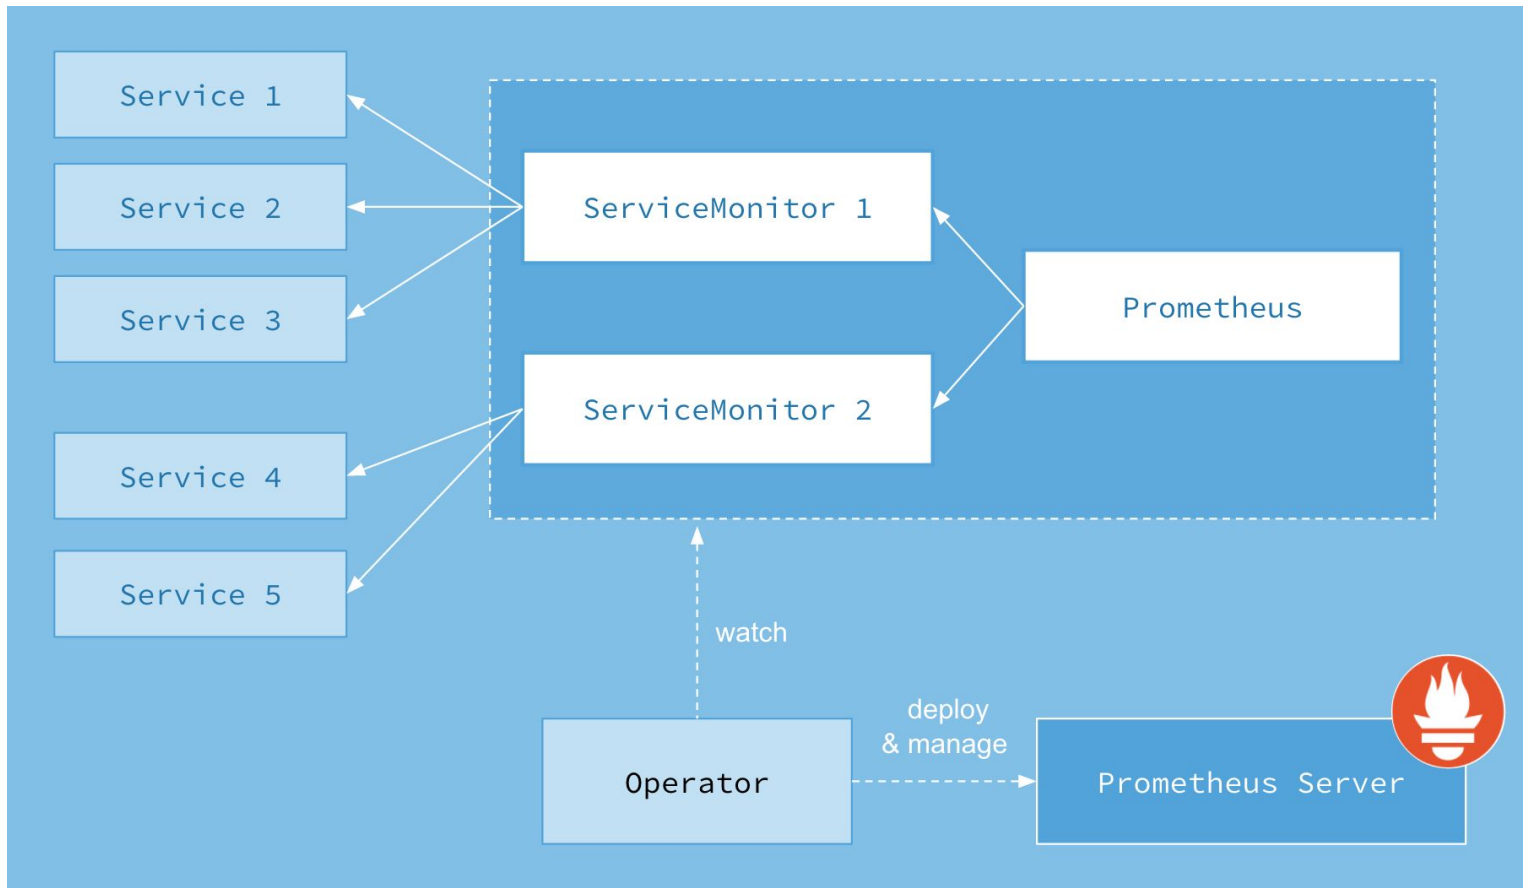 Service 1
Service 2
Service 3
Service 4
Service 5
ServiceMonitor 1
ServiceMonitor 2
Prometheus
watch
deploy
& manage
Operator
Prometheus Server